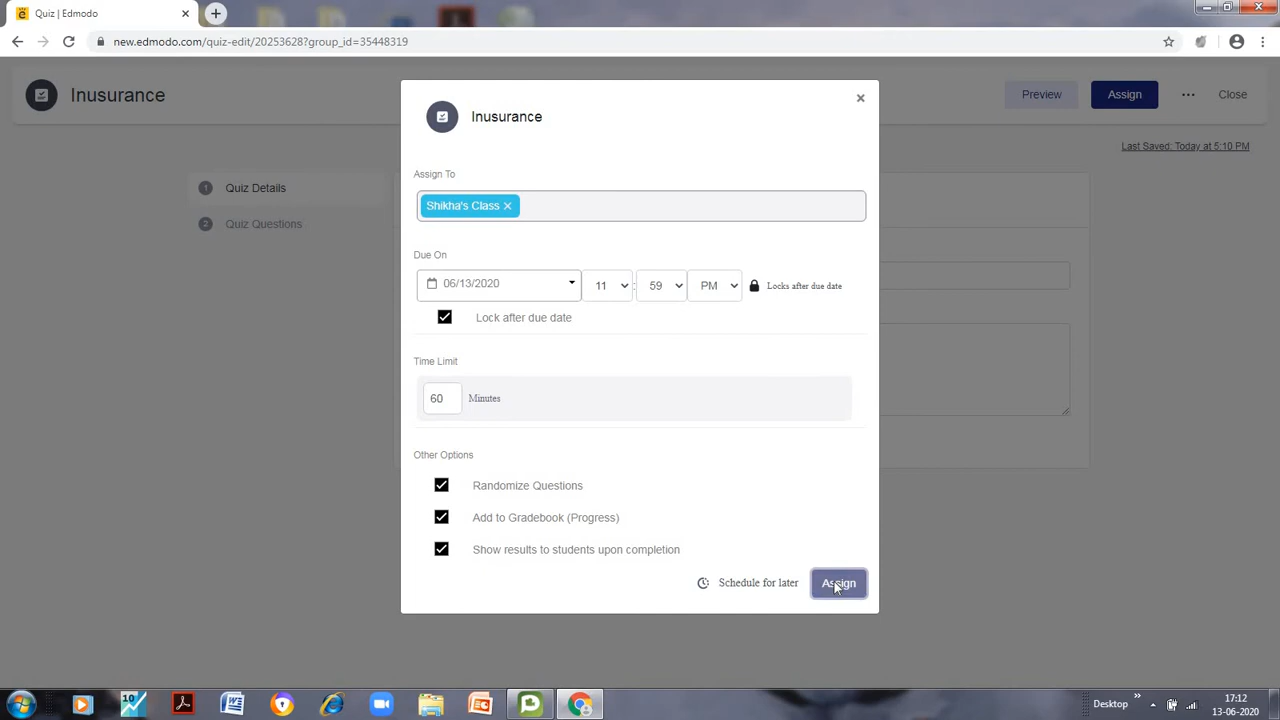 Quiz | Edmodo
new.edmodo.com/quiz-edit/20253628?group_id=35448319
Inusurance
Preview
Assign
Close
Last Saved: Today at 5:10 PM
1 Quiz Details
2 Quiz Questions
Inusurance
Assign To
Shikha's Class
Due On
06/13/2020 11 : 59 PM Locks after due date
Lock after due date
Time Limit
60 Minutes
Other Options
Randomize Questions
Add to Gradebook (Progress)
Show results to students upon completion
Schedule for later Assign
10
Desktop
17:12
13-06-2020